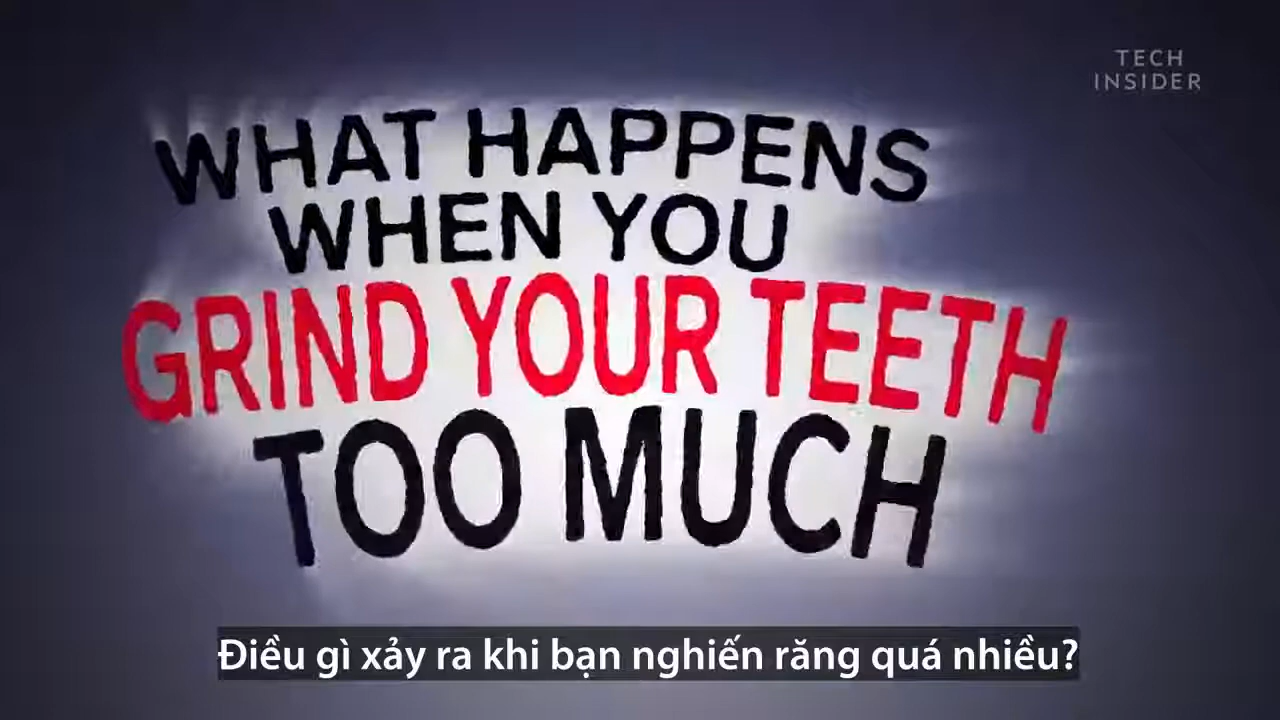 TECH
INSIDER
WHAT HAPPENS
WHEN YOU
GRIND YOUR TEETH
TOO MUCH
Điều gì xảy ra khi bạn nghiến răng quá nhiều?